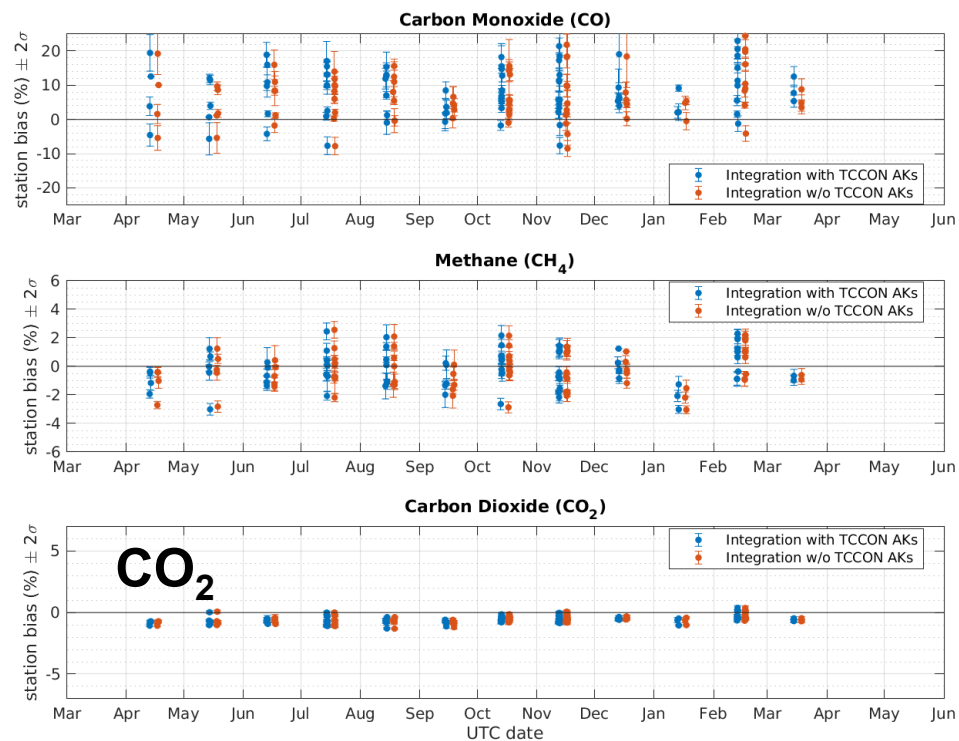 Carbon Monoxide (CO)
station bias (%) ± 2σ
20
10
0
-10
-20
Integration with TCCON AKs
Integration w/o TCCON AKs
Mar Apr May Jun Jul Aug Sep Oct Nov Dec Jan Feb Mar Apr May Jun
Methane (CH₄)
station bias (%) ± 2σ
6
4
2
0
-2
-4
-6
Integration with TCCON AKs
Integration w/o TCCON AKs
Mar Apr May Jun Jul Aug Sep Oct Nov Dec Jan Feb Mar Apr May Jun
Carbon Dioxide (CO₂)
station bias (%) ± 2σ
5
0
-5
CO₂
Integration with TCCON AKs
Integration w/o TCCON AKs
Mar Apr May Jun Jul Aug Sep Oct Nov Dec Jan Feb Mar Apr May Jun
UTC date